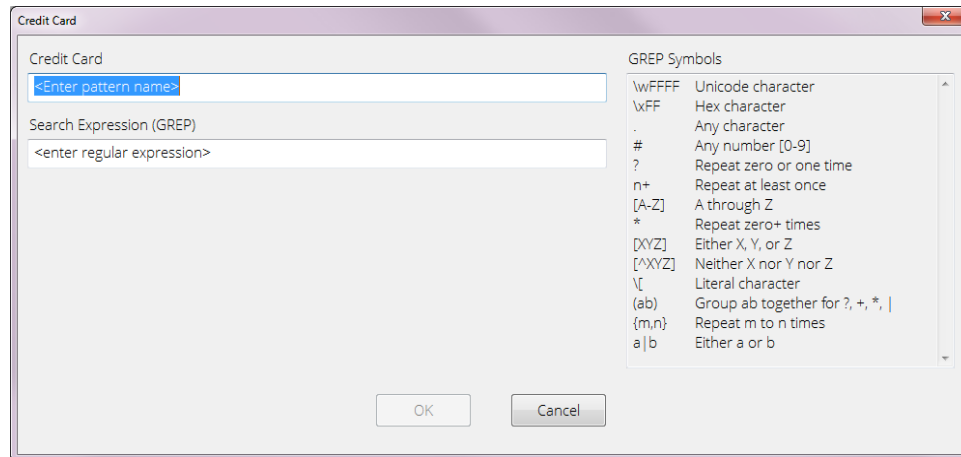 Credit Card
x
Credit Card
<Enter pattern name>
Search Expression (GREP)
<enter regular expression>
GREP Symbols
\wFFFF Unicode character
\xFF Hex character
. Any character
# Any number [0-9]
? Repeat zero or one time
n+ Repeat at least once
[A-Z] A through Z
* Repeat zero+ times
[XYZ] Either X, Y, or Z
[^XYZ] Neither X nor Y nor Z
\[ Literal character
(ab) Group ab together for ?, +, *, |
{m,n} Repeat m to n times
a|b Either a or b
OK Cancel